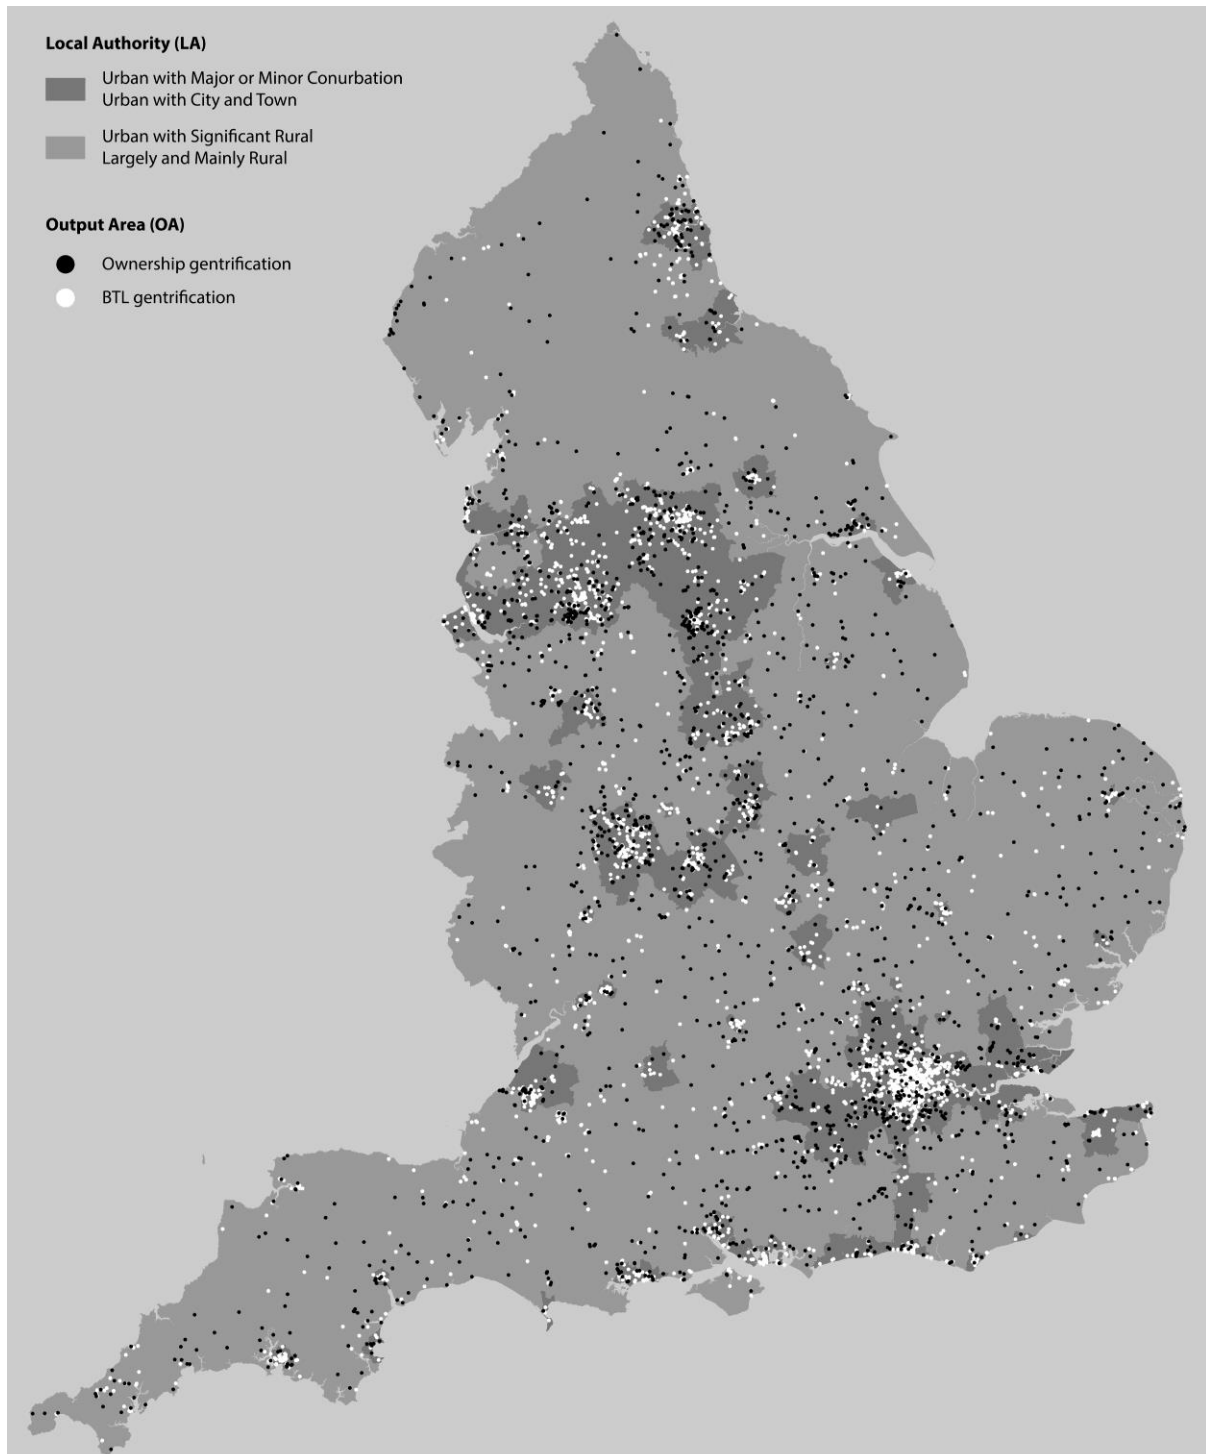 Local Authority (LA)
Urban with Major or Minor Conurbation
Urban with City and Town
Urban with Significant Rural
Largely and Mainly Rural
Output Area (OA)
Ownership gentrification
BTL gentrification